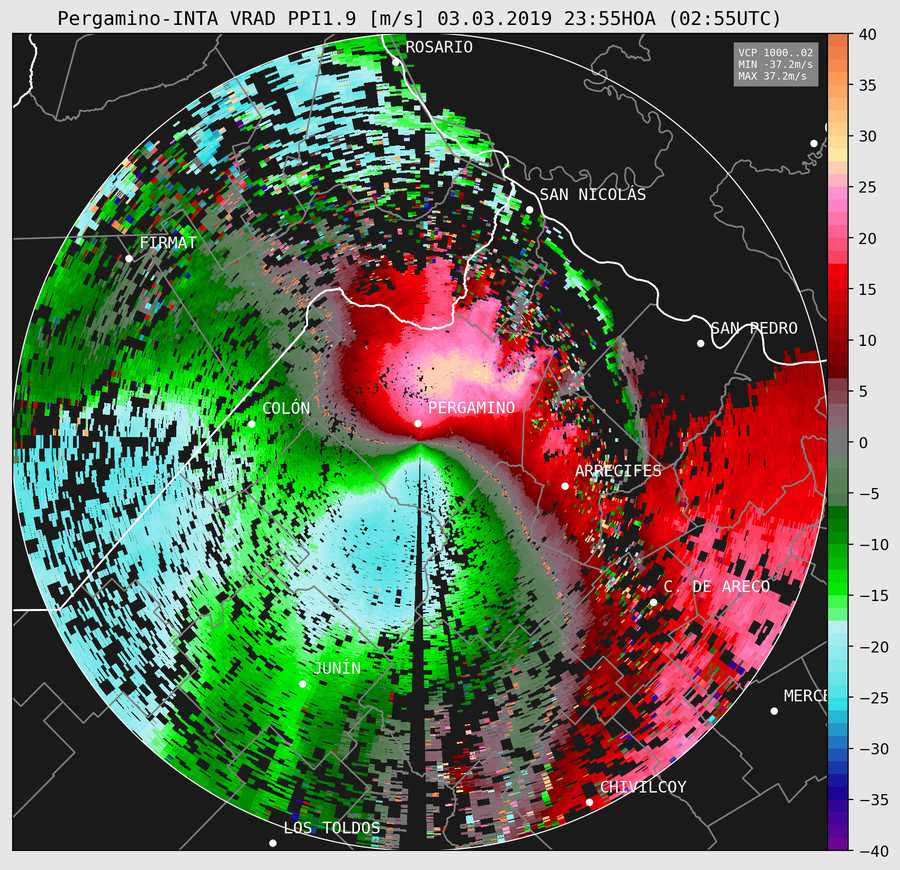 Pergamino-INTA VRAD PPI1.9 [m/s] 03.03.2019 23:55HOA (02:55UTC)
VCP 1000..02
MIN -37.2m/s
MAX 37.2m/s
ROSARIO
SAN NICOLÁS
FIRMAT
SAN PEDRO
COLÓN
PERGAMINO
ARRECIFES
C. DE ARECO
JUNÍN
MERCE
CHIVILCOY
LOS TOLDOS
40
35
30
25
20
15
10
5
0
−5
−10
−15
−20
−25
−30
−35
−40